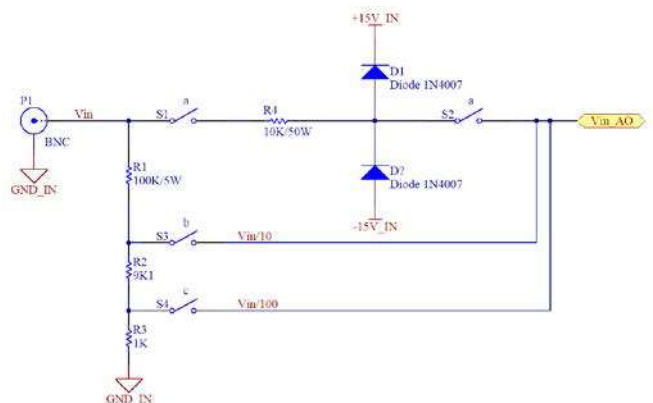 +15V_IN
D1
Diode 1N4007
P1
Vin
S1
a
R4
10K/50W
S2
a
Vin_AO
BNC
GND_IN
R1
100K/5W
D?
Diode 1N4007
-15V_IN
b
S3
Vin/10
R2
9K1
c
S4
Vin/100
R3
1K
GND_IN